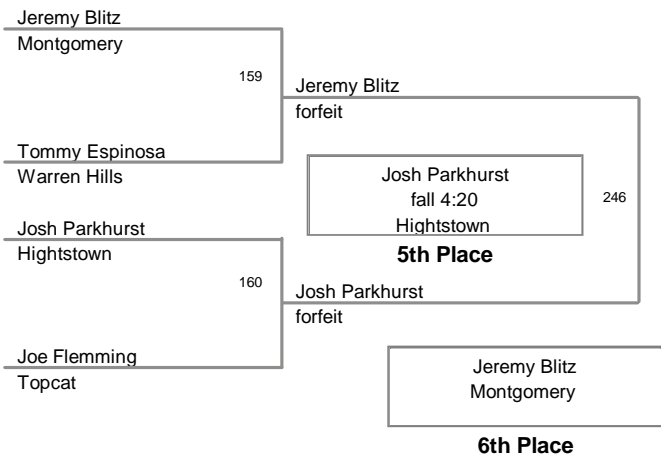 Jeremy Blitz
Montgomery
159
Jeremy Blitz
forfeit
Tommy Espinosa
Warren Hills
Josh Parkhurst
fall 4:20
Hightstown
246
5th Place
Josh Parkhurst
Hightstown
160
Josh Parkhurst
forfeit
Joe Flemming
Topcat
Jeremy Blitz
Montgomery
6th Place